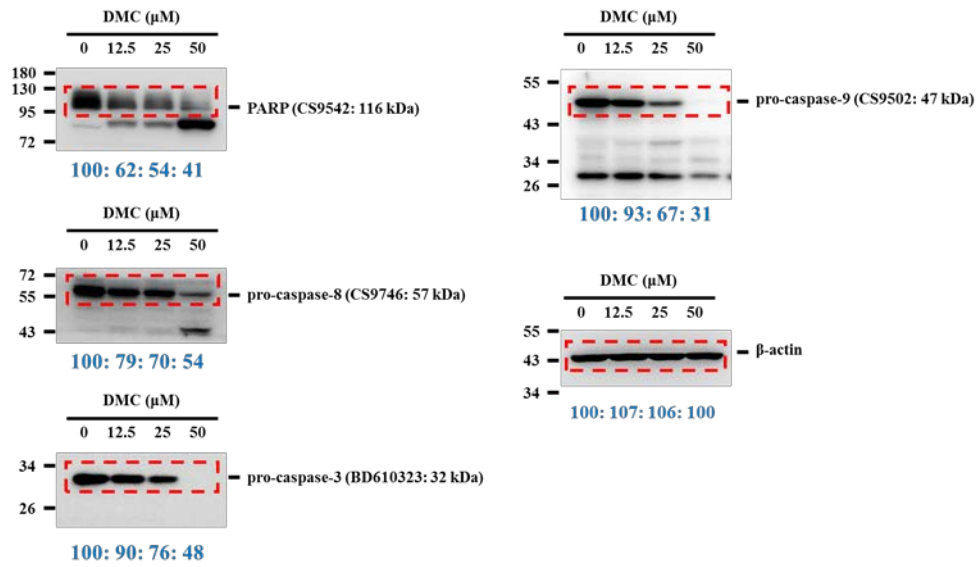 DMC (μM)
0 12.5 25 50
180
130
95
72
PARP (CS9542: 116 kDa)
100: 62: 54: 41
DMC (μM)
0 12.5 25 50
72
55
43
pro-caspase-8 (CS9746: 57 kDa)
100: 79: 70: 54
DMC (μM)
0 12.5 25 50
34
26
pro-caspase-3 (BD610323: 32 kDa)
100: 90: 76: 48
DMC (μM)
0 12.5 25 50
55
43
34
26
pro-caspase-9 (CS9502: 47 kDa)
100: 93: 67: 31
DMC (μM)
0 12.5 25 50
55
43
34
β-actin
100: 107: 106: 100